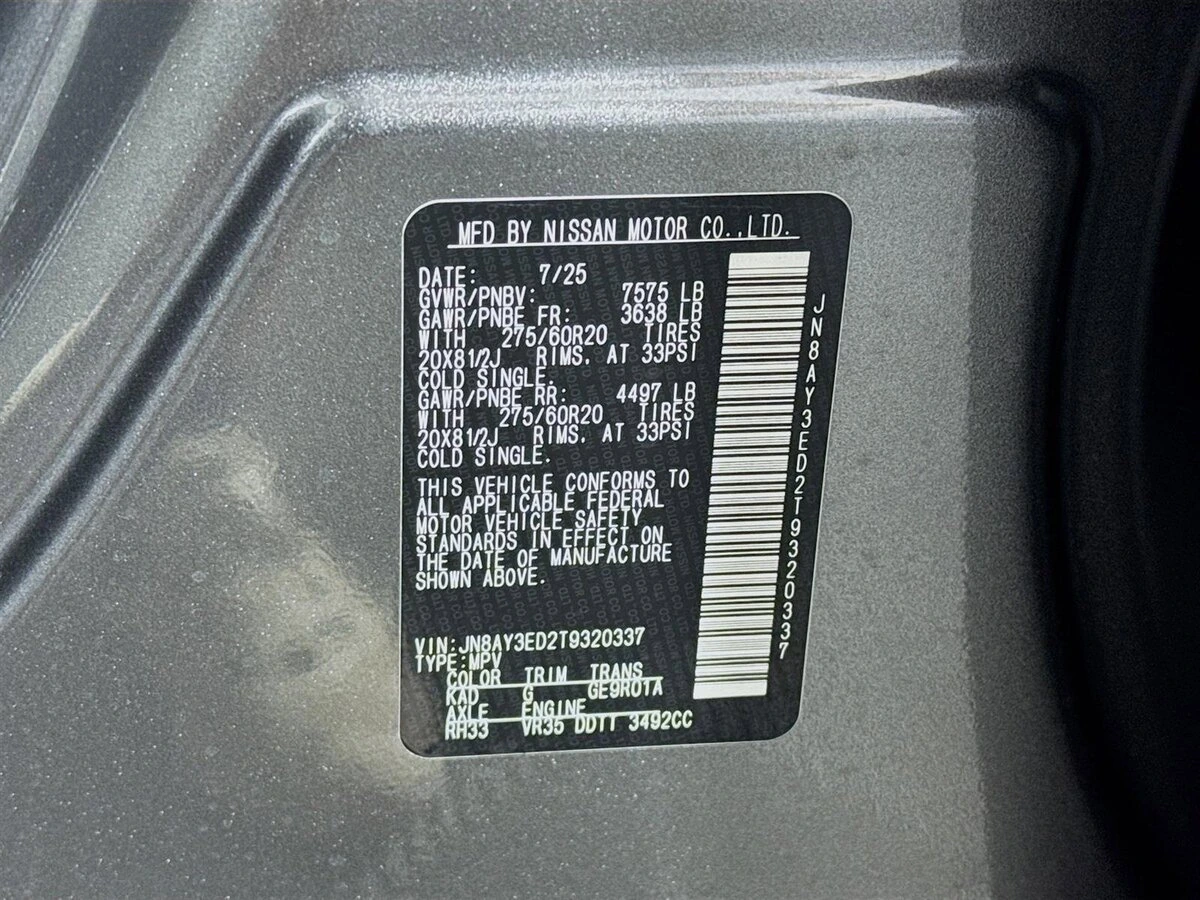 MFD BY NISSAN MOTOR CO.,LTD.
DATE: 7/25
GVWR/PNBV: 7575 LB
GAWR/PNBE FR: 3638 LB
WITH 275/60R20 TIRES
20X81/2J RIMS, AT 33PSI
COLD SINGLE.
GAWR/PNBE RR: 4497 LB
WITH 275/60R20 TIRES
20X81/2J RIMS, AT 33PSI
COLD SINGLE.
THIS VEHICLE CONFORMS TO
ALL APPLICABLE FEDERAL
MOTOR VEHICLE SAFETY
STANDARDS IN EFFECT ON
THE DATE OF MANUFACTURE
SHOWN ABOVE.
VIN:JN8AY3ED2T9320337
TYPE:MPV
COLOR TRIM TRANS
KAD G GE9R01A
AXLE ENGINE
RH33 VR35 DDTT 3492CC
JN8AY3ED2T9320337